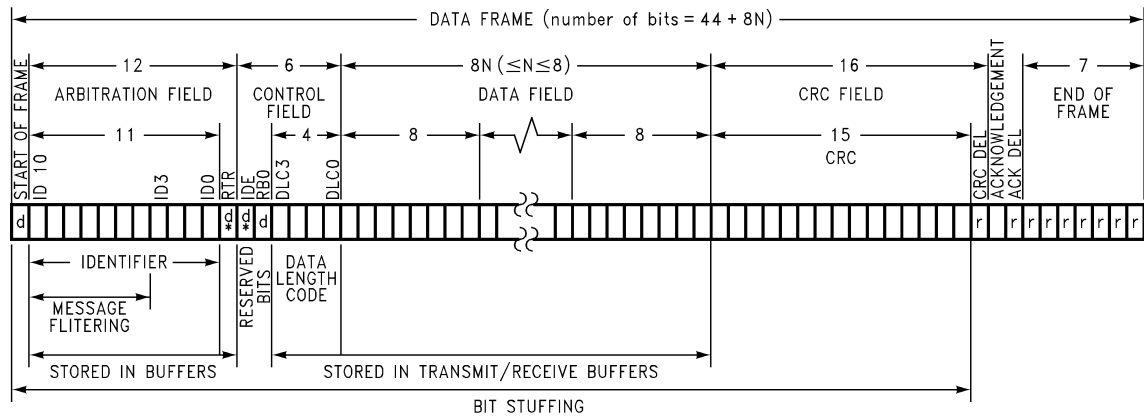 DATA FRAME (number of bits = 44 + 8N)
12
6
8N (≤N≤8)
16
7
ARBITRATION FIELD
CONTROL
FIELD
DATA FIELD
CRC FIELD
END OF
FRAME
11
4
8
8
15
CRC
START OF FRAME
ID 10
ID3
ID0
RTR
IDE
RB0
DLC3
DLC0
CRC DEL
ACKNOWLEDGEMENT
ACK DEL
d d * d * d r r r r r r r r r
IDENTIFIER
RESERVED
BITS
DATA
LENGTH
CODE
MESSAGE
FLITERING
STORED IN BUFFERS
STORED IN TRANSMIT/RECEIVE BUFFERS
BIT STUFFING